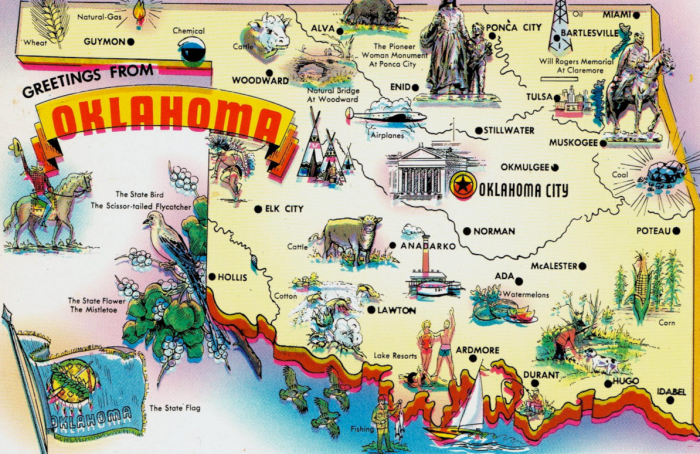 Natural-Gas
Wheat
GUYMON
Chemical
Cattle
ALVA
The Pioneer
Woman Monument
At Ponca City
PONCA CITY
Oil
MIAMI
BARTLESVILLE
Will Rogers Memorial
At Claremore
GREETINGS FROM
OKLAHOMA
WOODWARD
Natural Bridge
At Woodward
ENID
TULSA
Airplanes
STILLWATER
MUSKOGEE
OKMULGEE
Coal
OKLAHOMA CITY
The State Bird
The Scissor-tailed Flycatcher
ELK CITY
Cattle
ANADARKO
NORMAN
POTEAU
HOLLIS
Cotton
ADA
McALESTER
Watermelons
The State Flower
The Mistletoe
LAWTON
Corn
Lake Resorts
ARDMORE
DURANT
HUGO
IDABEL
OKLAHOMA
The State Flag
Fishing